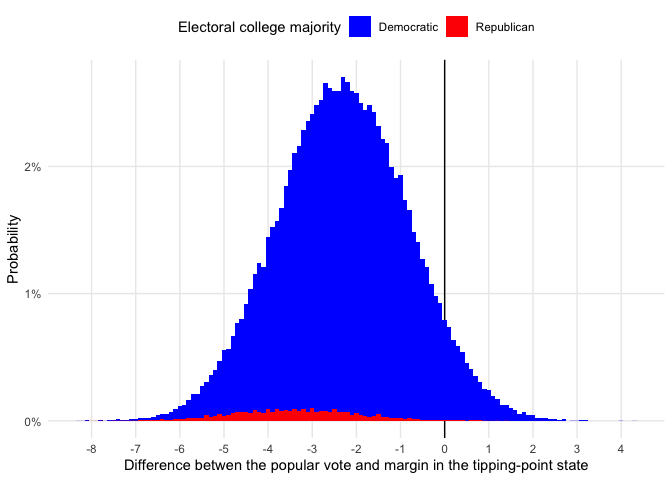 Electoral college majority Democratic Republican
Probability
2%
1%
0%
-8 -7 -6 -5 -4 -3 -2 -1 0 1 2 3 4
Difference betwen the popular vote and margin in the tipping-point state